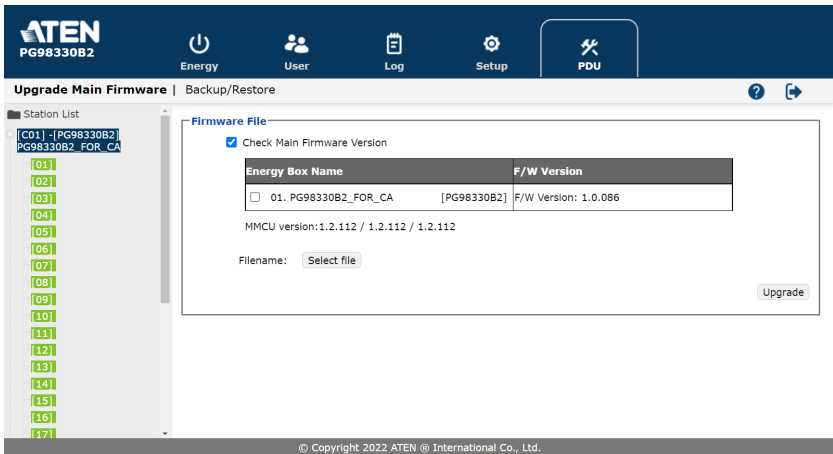 ATEN
PG98330B2
Energy
User
Log
Setup
PDU
Upgrade Main Firmware | Backup/Restore
?
Station List
[C01] -[PG98330B2]
PG98330B2_FOR_CA
[01]
[02]
[03]
[04]
[05]
[06]
[07]
[08]
[09]
[10]
[11]
[12]
[13]
[14]
[15]
[16]
[17]
Firmware File
Check Main Firmware Version
Energy Box Name F/W Version
01. PG98330B2_FOR_CA [PG98330B2] F/W Version: 1.0.086
MMCU version:1.2.112 / 1.2.112 / 1.2.112
Filename: Select file
Upgrade
© Copyright 2022 ATEN ® International Co., Ltd.